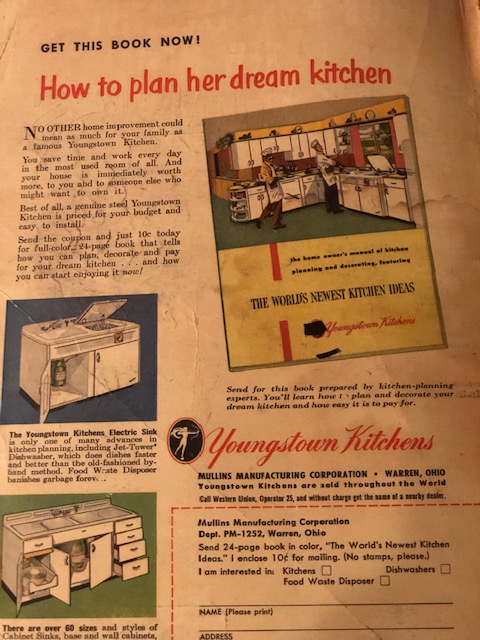 GET THIS BOOK NOW!
How to plan her dream kitchen
NO OTHER home improvement could
mean as much for your family as
a famous Youngstown Kitchen.
You save time and work every day
in the most used room of all. And
your house is immediately worth
more, to you and to someone else who
might want to own it.
Best of all, a genuine steel Youngstown
Kitchen is priced for your budget and
easy to install.
Send the coupon and just 10c today
for full-color, 24-page book that tells
how you can plan, decorate and pay
for your dream kitchen . . . and how
you can start enjoying it now!
the home owner's manual of kitchen
planning and decorating, featuring
THE WORLD'S NEWEST KITCHEN IDEAS
Youngstown Kitchens
Send for this book prepared by kitchen-planning
experts. You'll learn how plan and decorate your
dream kitchen and how easy it is to pay for.
The Youngstown Kitchens Electric Sink
is only one of many advances in
kitchen planning, including Jet-Tower*
Dishwasher, which does dishes faster
and better than the old-fashioned by-
hand method. Food Waste Disposer
banishes garbage forev...
Youngstown Kitchens
MULLINS MANUFACTURING CORPORATION • WARREN, OHIO
Youngstown Kitchens are sold throughout the World
Call Western Union, Operator 25, and without charge get the name of a nearby dealer.
Mullins Manufacturing Corporation
Dept. PM-1252, Warren, Ohio
Send 24-page book in color, "The World's Newest Kitchen
Ideas." I enclose 10¢ for mailing. (No stamps, please.)
I am interested in: Kitchens Dishwashers
Food Waste Disposer
NAME (Please print)
ADDRESS
There are over 60 sizes and styles of
Cabinet Sinks, base and wall cabinets,